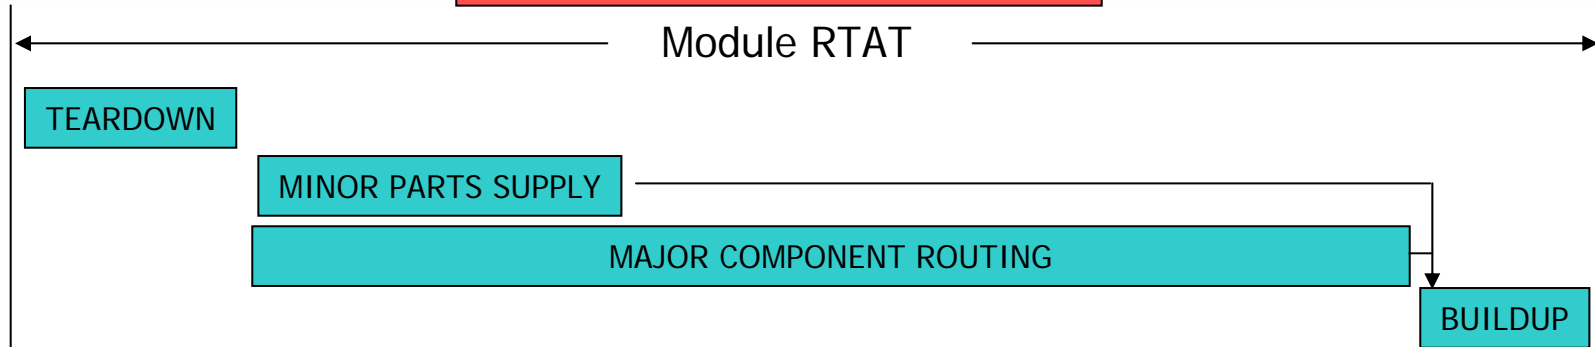 Module RTAT
TEARDOWN
MINOR PARTS SUPPLY
MAJOR COMPONENT ROUTING
BUILDUP